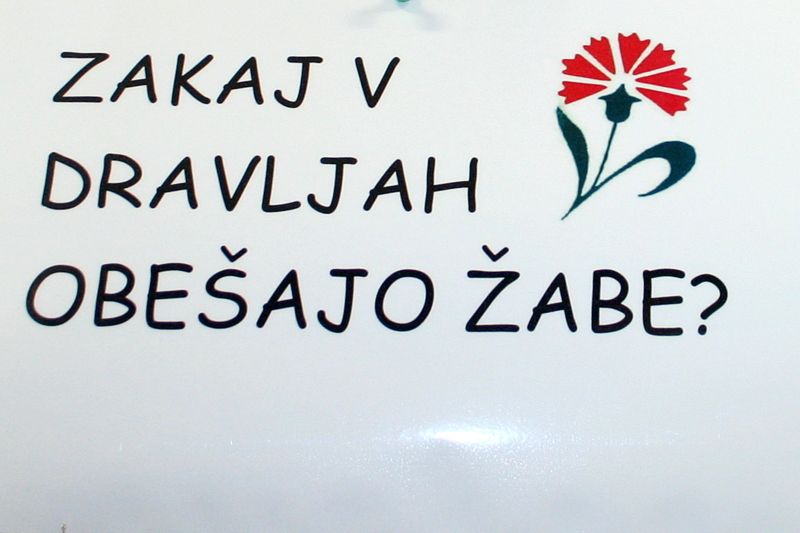 ZAKAJ V
DRAVLJAH
OBEŠAJO ŽABE?